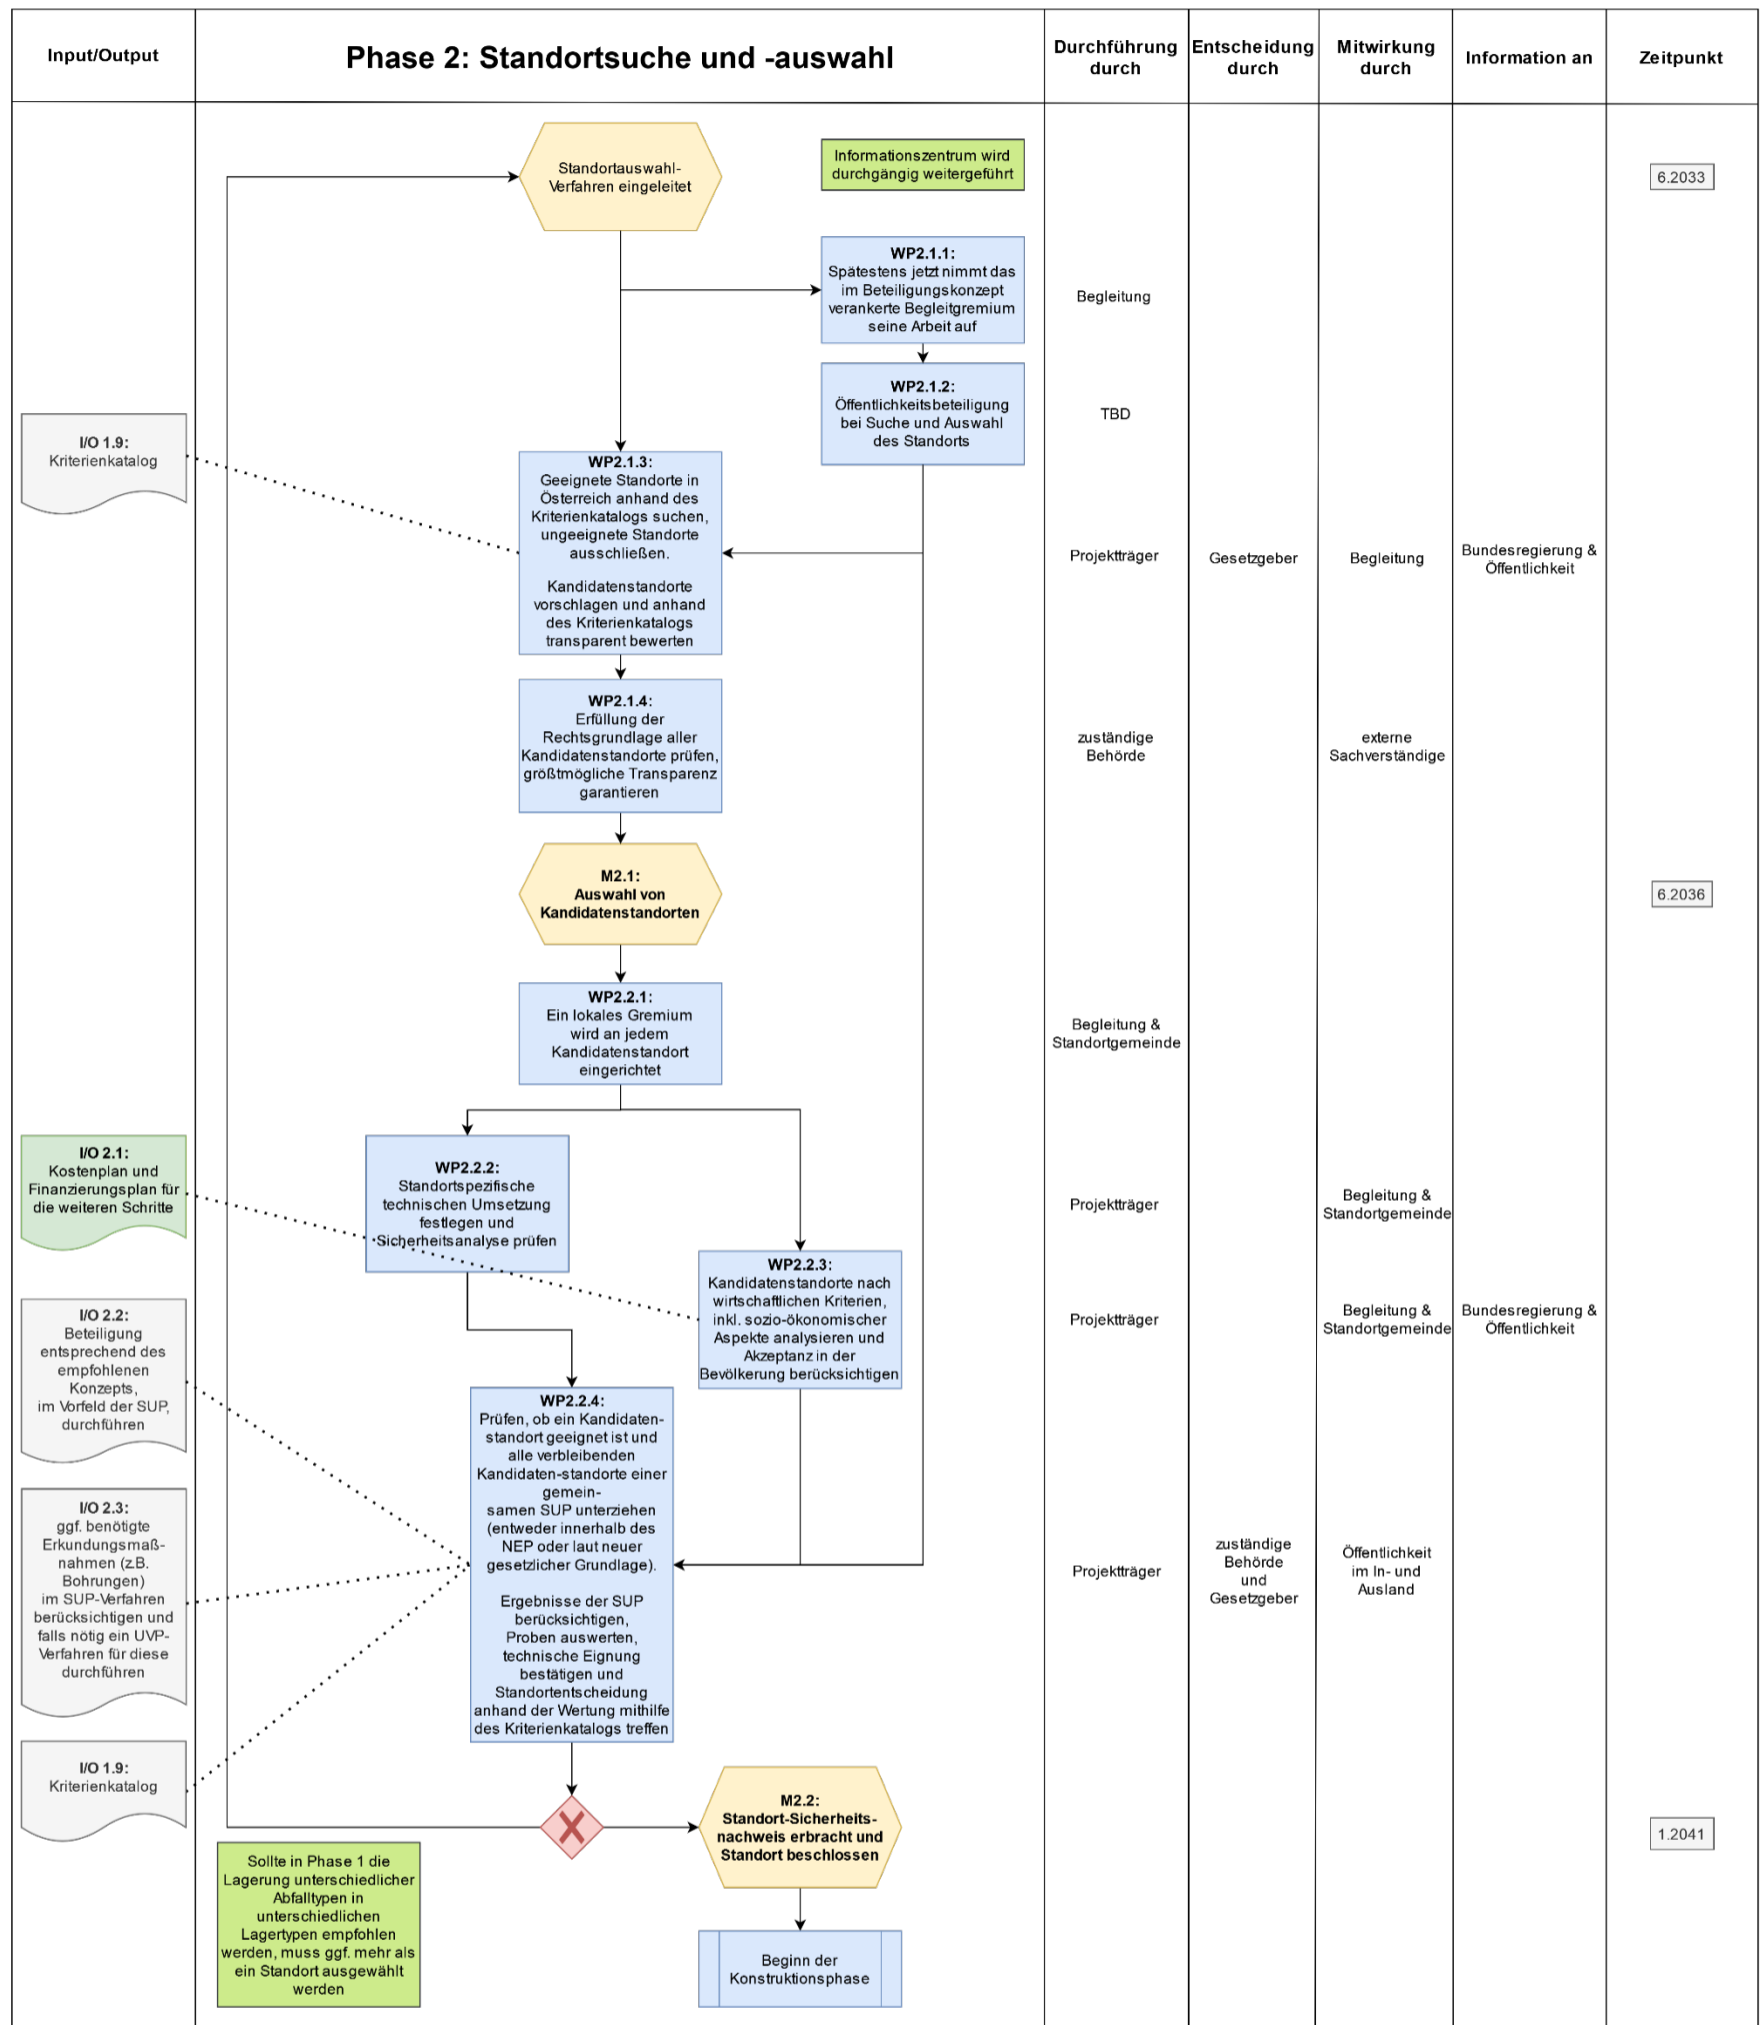 Input/Output
Phase 2: Standortsuche und -auswahl
Durchführung
durch
Entscheidung
durch
Mitwirkung
durch
Information an
Zeitpunkt
Standortauswahl-
Verfahren eingeleitet
Informationszentrum wird
durchgängig weitergeführt
6.2033
WP2.1.1:
Spätestens jetzt nimmt das
im Beteiligungskonzept
verankerte Begleitgremium
seine Arbeit auf
Begleitung
WP2.1.2:
Öffentlichkeitsbeteiligung
bei Suche und Auswahl
des Standorts
TBD
I/O 1.9:
Kriterienkatalog
WP2.1.3:
Geeignete Standorte in
Österreich anhand des
Kriterienkatalogs suchen,
ungeeignete Standorte
ausschließen.
Kandidatenstandorte
vorschlagen und anhand
des Kriterienkatalogs
transparent bewerten
Projektträger
Gesetzgeber
Begleitung
Bundesregierung &
Öffentlichkeit
WP2.1.4:
Erfüllung der
Rechtsgrundlage aller
Kandidatenstandorte prüfen,
größtmögliche Transparenz
garantieren
zuständige
Behörde
externe
Sachverständige
M2.1:
Auswahl von
Kandidatenstandorten
6.2036
WP2.2.1:
Ein lokales Gremium
wird an jedem
Kandidatenstandort
eingerichtet
Begleitung &
Standortgemeinde
I/O 2.1:
Kostenplan und
Finanzierungsplan für
die weiteren Schritte
WP2.2.2:
Standortspezifische
technischen Umsetzung
festlegen und
Sicherheitsanalyse prüfen
Projektträger
Begleitung &
Standortgemeinde
WP2.2.3:
Kandidatenstandorte nach
wirtschaftlichen Kriterien,
inkl. sozio-ökonomischer
Aspekte analysieren und
Akzeptanz in der
Bevölkerung berücksichtigen
Projektträger
Begleitung &
Standortgemeinde
Bundesregierung &
Öffentlichkeit
I/O 2.2:
Beteiligung
entsprechend des
empfohlenen
Konzepts,
im Vorfeld der SUP,
durchführen
WP2.2.4:
Prüfen, ob ein Kandidaten-
standort geeignet ist und
alle verbleibenden
Kandidaten-standorte einer
gemein-
samen SUP unterziehen
(entweder innerhalb des
NEP oder laut neuer
gesetzlicher Grundlage).
Ergebnisse der SUP
berücksichtigen,
Proben auswerten,
technische Eignung
bestätigen und
Standortentscheidung
anhand der Wertung mithilfe
des Kriterienkatalogs treffen
Projektträger
zuständige
Behörde
und
Gesetzgeber
Öffentlichkeit
im In- und
Ausland
I/O 2.3:
ggf. benötigte
Erkundungsmaß-
nahmen (z.B.
Bohrungen)
im SUP-Verfahren
berücksichtigen und
falls nötig ein UVP-
Verfahren für diese
durchführen
I/O 1.9:
Kriterienkatalog
M2.2:
Standort-Sicherheits-
nachweis erbracht und
Standort beschlossen
1.2041
Sollte in Phase 1 die
Lagerung unterschiedlicher
Abfalltypen in
unterschiedlichen
Lagertypen empfohlen
werden, muss ggf. mehr als
ein Standort ausgewählt
werden
Beginn der
Konstruktionsphase